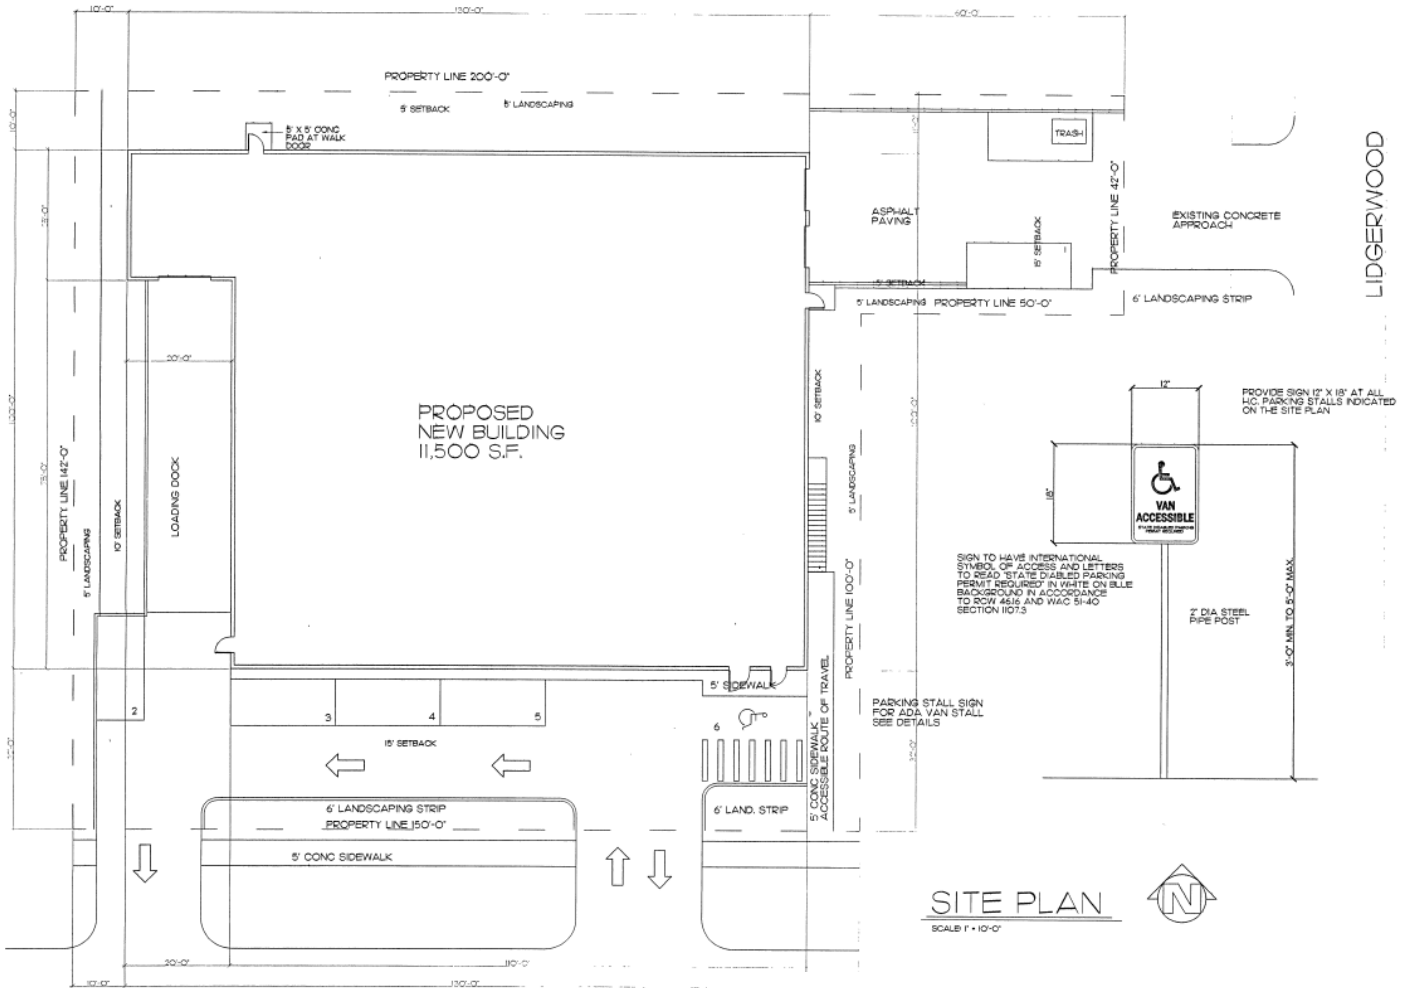 10'-0"
130'-0"
60'-0"
PROPERTY LINE 200'-0"
5' SETBACK
5' LANDSCAPING
10'-0"
5' X 5' CONC
PAD AT WALK
DOOR
TRASH
LIDGERWOOD
PROPERTY LINE 42'-0"
ASPHALT
PAVING
EXISTING CONCRETE
APPROACH
15' SETBACK
5' SETBACK
5' LANDSCAPING
PROPERTY LINE 50'-0"
6' LANDSCAPING STRIP
20'-0"
10' SETBACK
12"
PROVIDE SIGN 12" X 18" AT ALL
H.C. PARKING STALLS INDICATED
ON THE SITE PLAN
PROPOSED
NEW BUILDING
11,500 S.F.
PROPERTY LINE 142'-0"
5' LANDSCAPING
10' SETBACK
LOADING DOCK
5' LANDSCAPING
18"
VAN
ACCESSIBLE
SIGN TO HAVE INTERNATIONAL
SYMBOL OF ACCESS AND LETTERS
TO READ "STATE DIABLED PARKING
PERMIT REQUIRED" IN WHITE ON BLUE
BACKGROUND IN ACCORDANCE
TO RCW 46.16 AND WAC 51-40
SECTION 1107.3
2" DIA STEEL
PIPE POST
3'-0" MIN. TO 5'-0" MAX.
PROPERTY LINE 100'-0"
5' SIDEWALK
2
3
4
5
6
15' SETBACK
5' CONC SIDEWALK
ACCESSIBLE ROUTE OF TRAVEL
PARKING STALL SIGN
FOR ADA VAN STALL
SEE DETAILS
6' LANDSCAPING STRIP
PROPERTY LINE 150'-0"
6' LAND. STRIP
5' CONC SIDEWALK
SITE PLAN
SCALE: 1" = 10'-0"
N
20'-0"
110'-0"
10'-0"
130'-0"